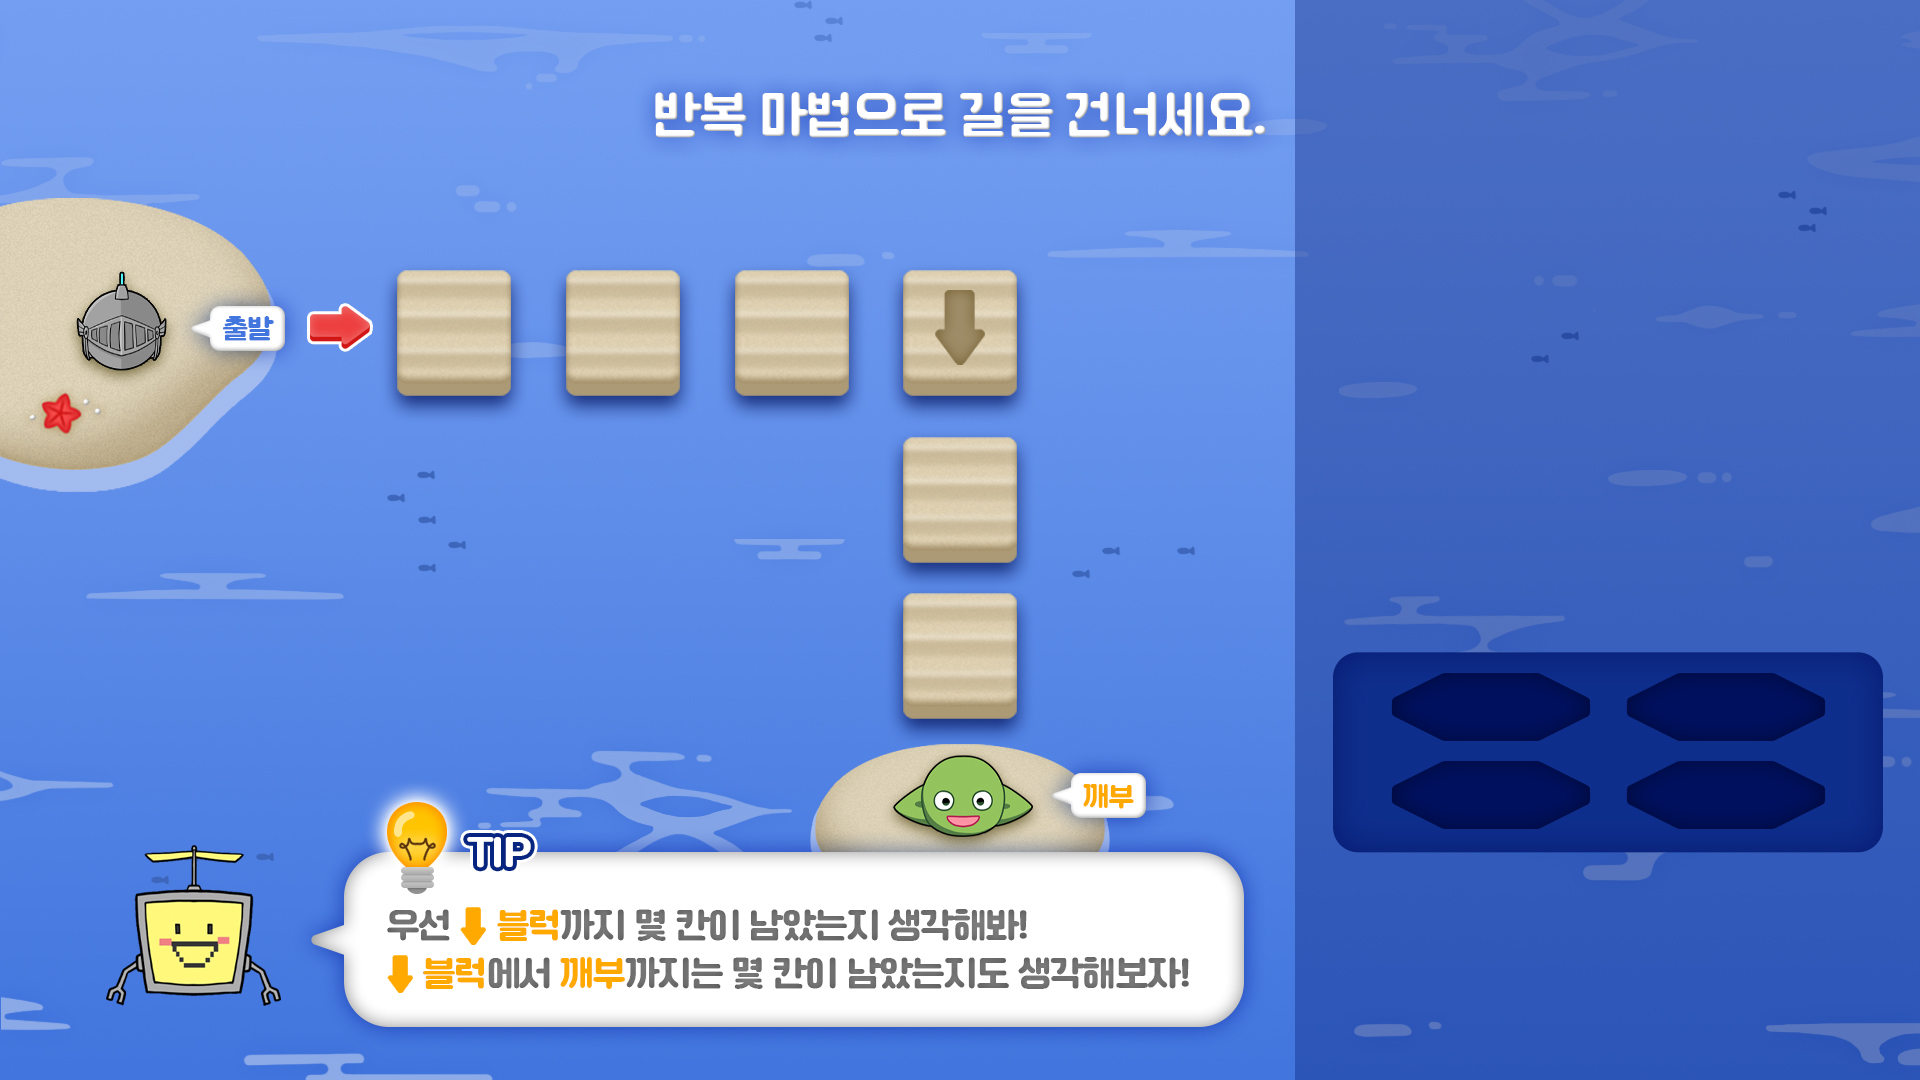 반복 마법으로 길을 건너세요.
출발
깨부
TIP
우선 블럭까지 몇 칸이 남았는지 생각해봐!
블럭에서 깨부까지는 몇 칸이 남았는지도 생각해보자!